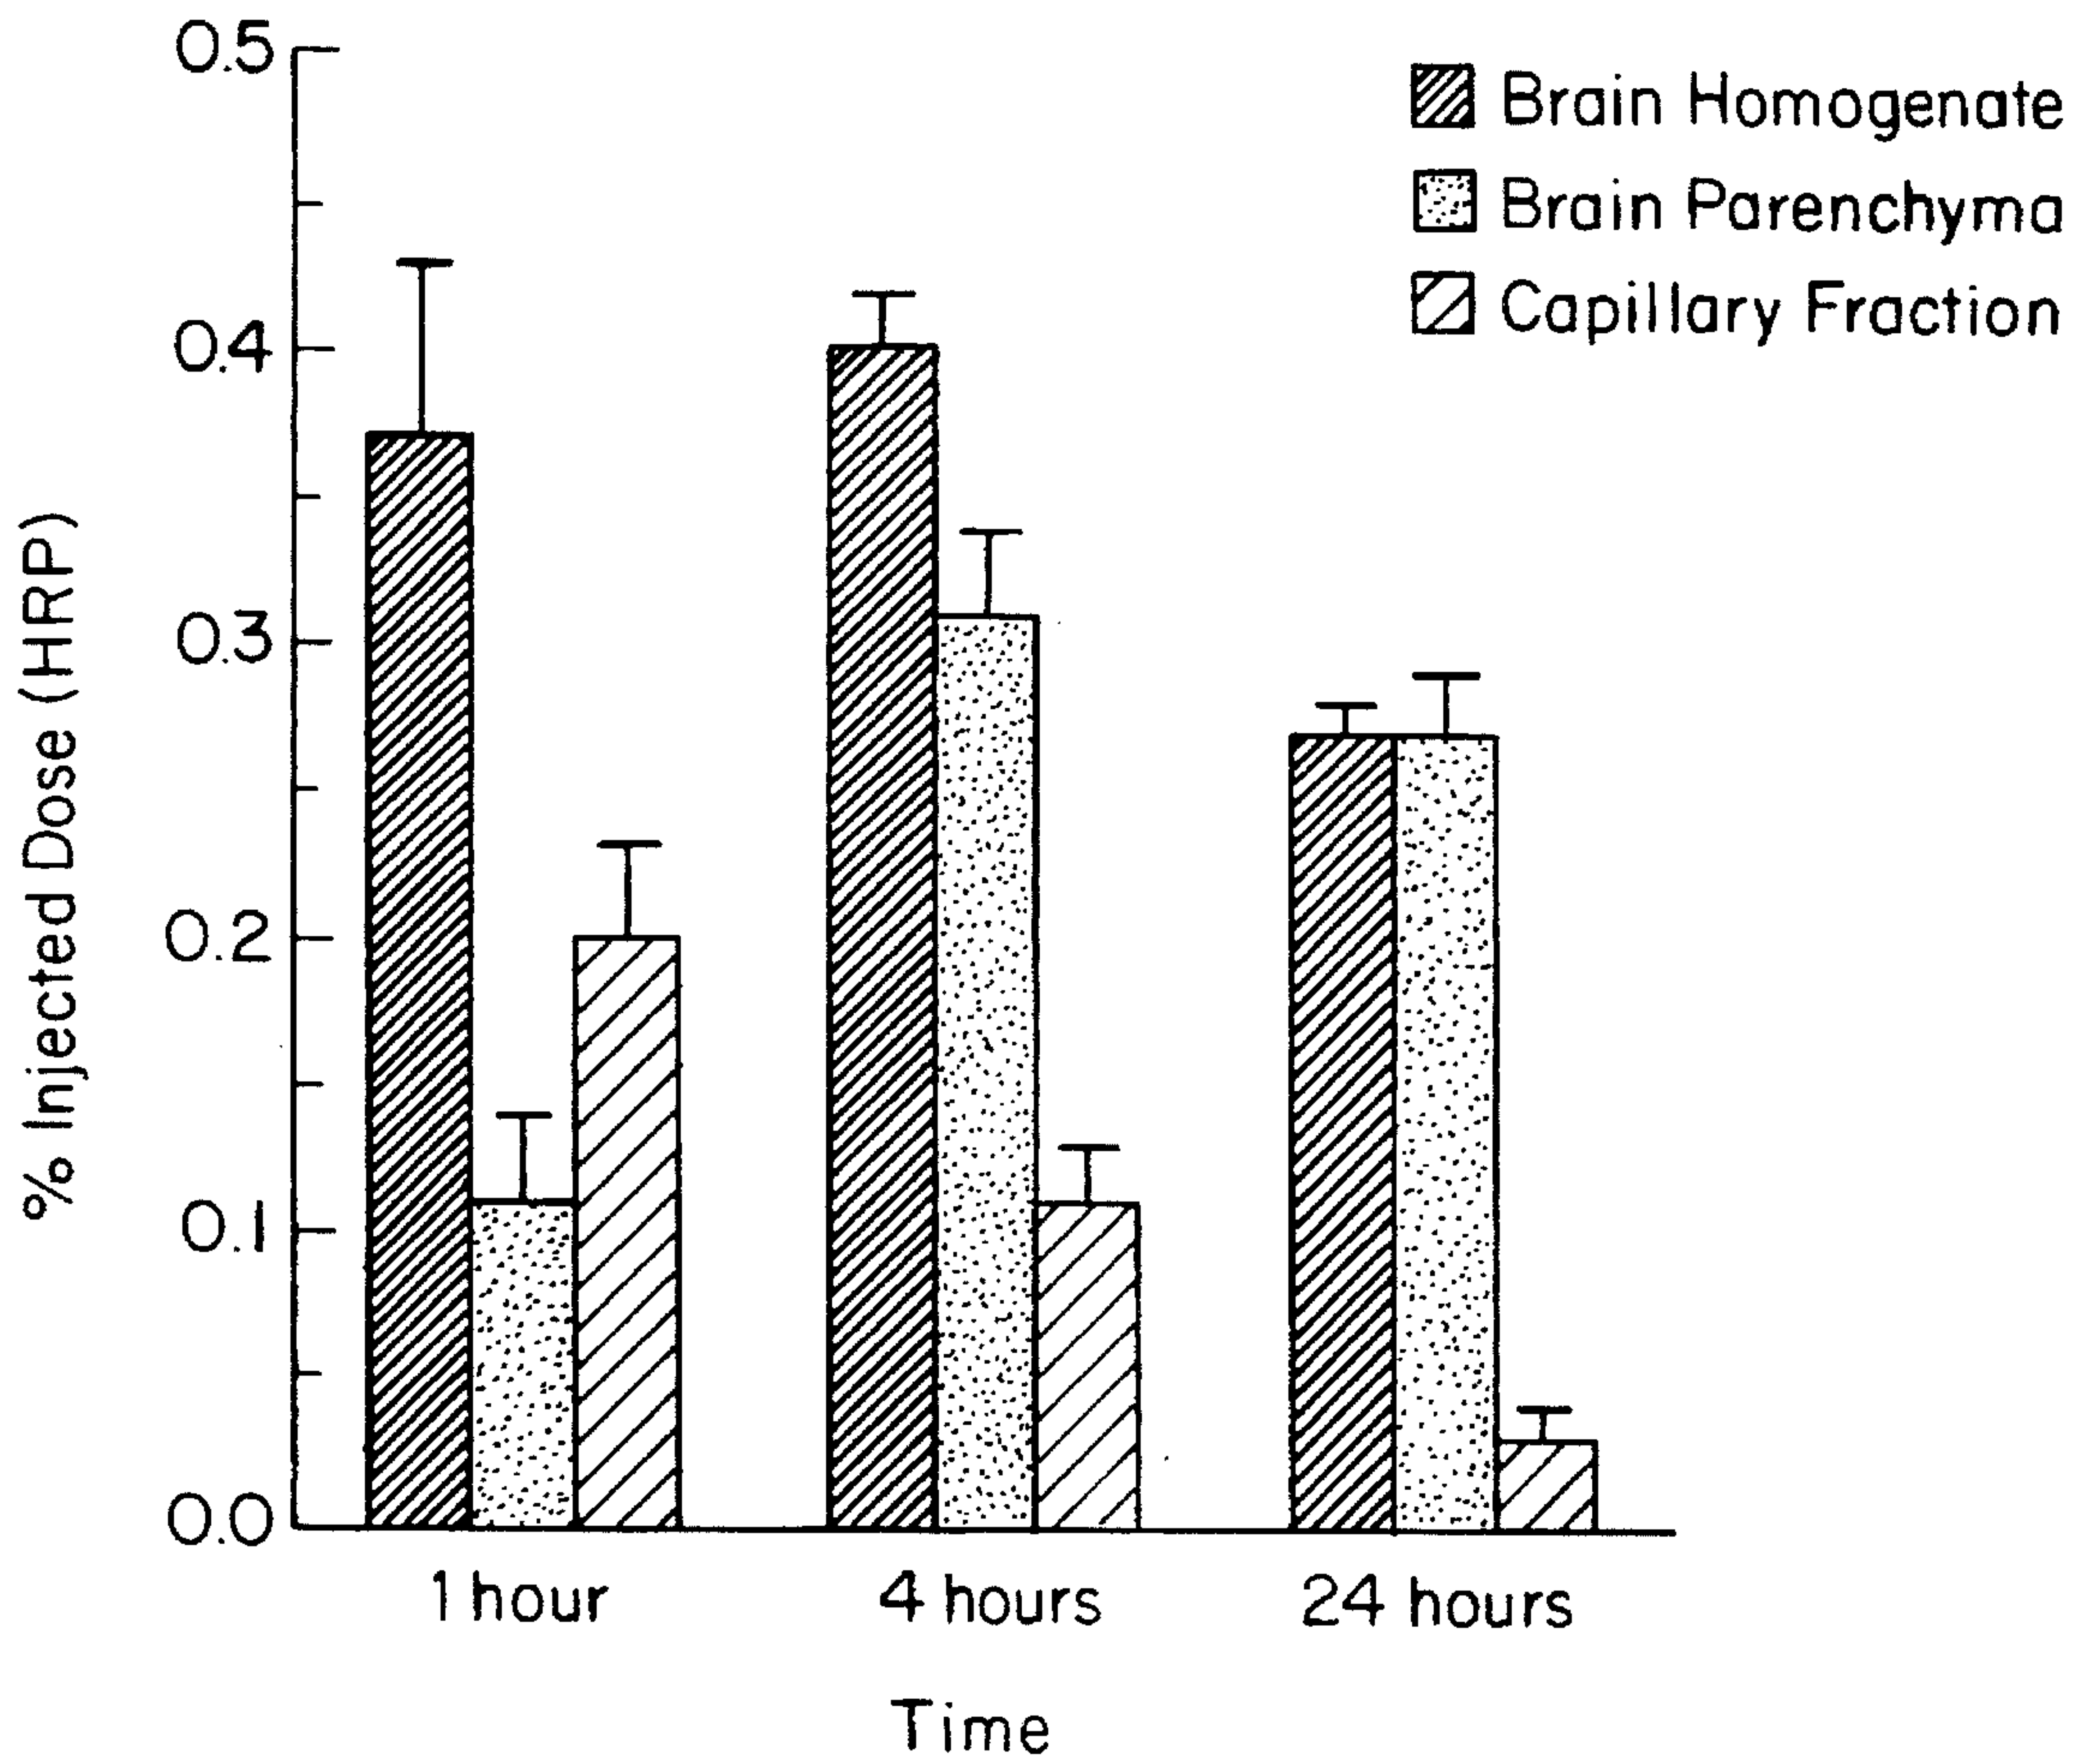 % Injected Dose (HRP)
0.5
0.4
0.3
0.2
0.1
0.0
Brain Homogenate
Brain Parenchyma
Capillary Fraction
1 hour
4 hours
24 hours
Time